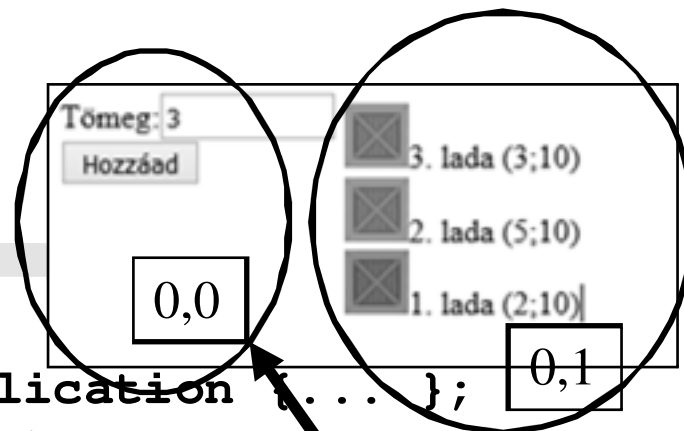 Tömeg: 3
Hozzáad
3. lada (3;10)
2. lada (5;10)
1. lada (2;10)
0,0
0,1
lication {... };